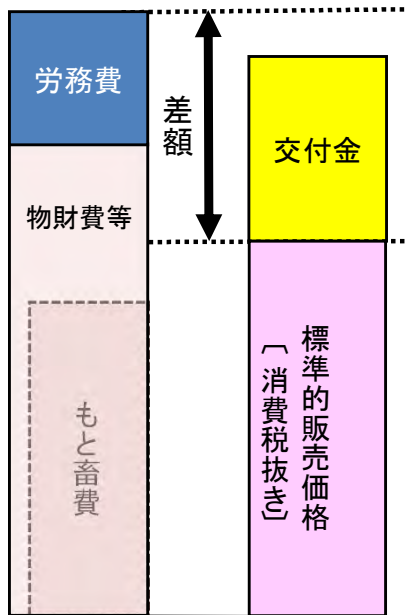 労務費
差額
交付金
物財費等
標準的販売価格
〔消費税抜き〕
もと畜費